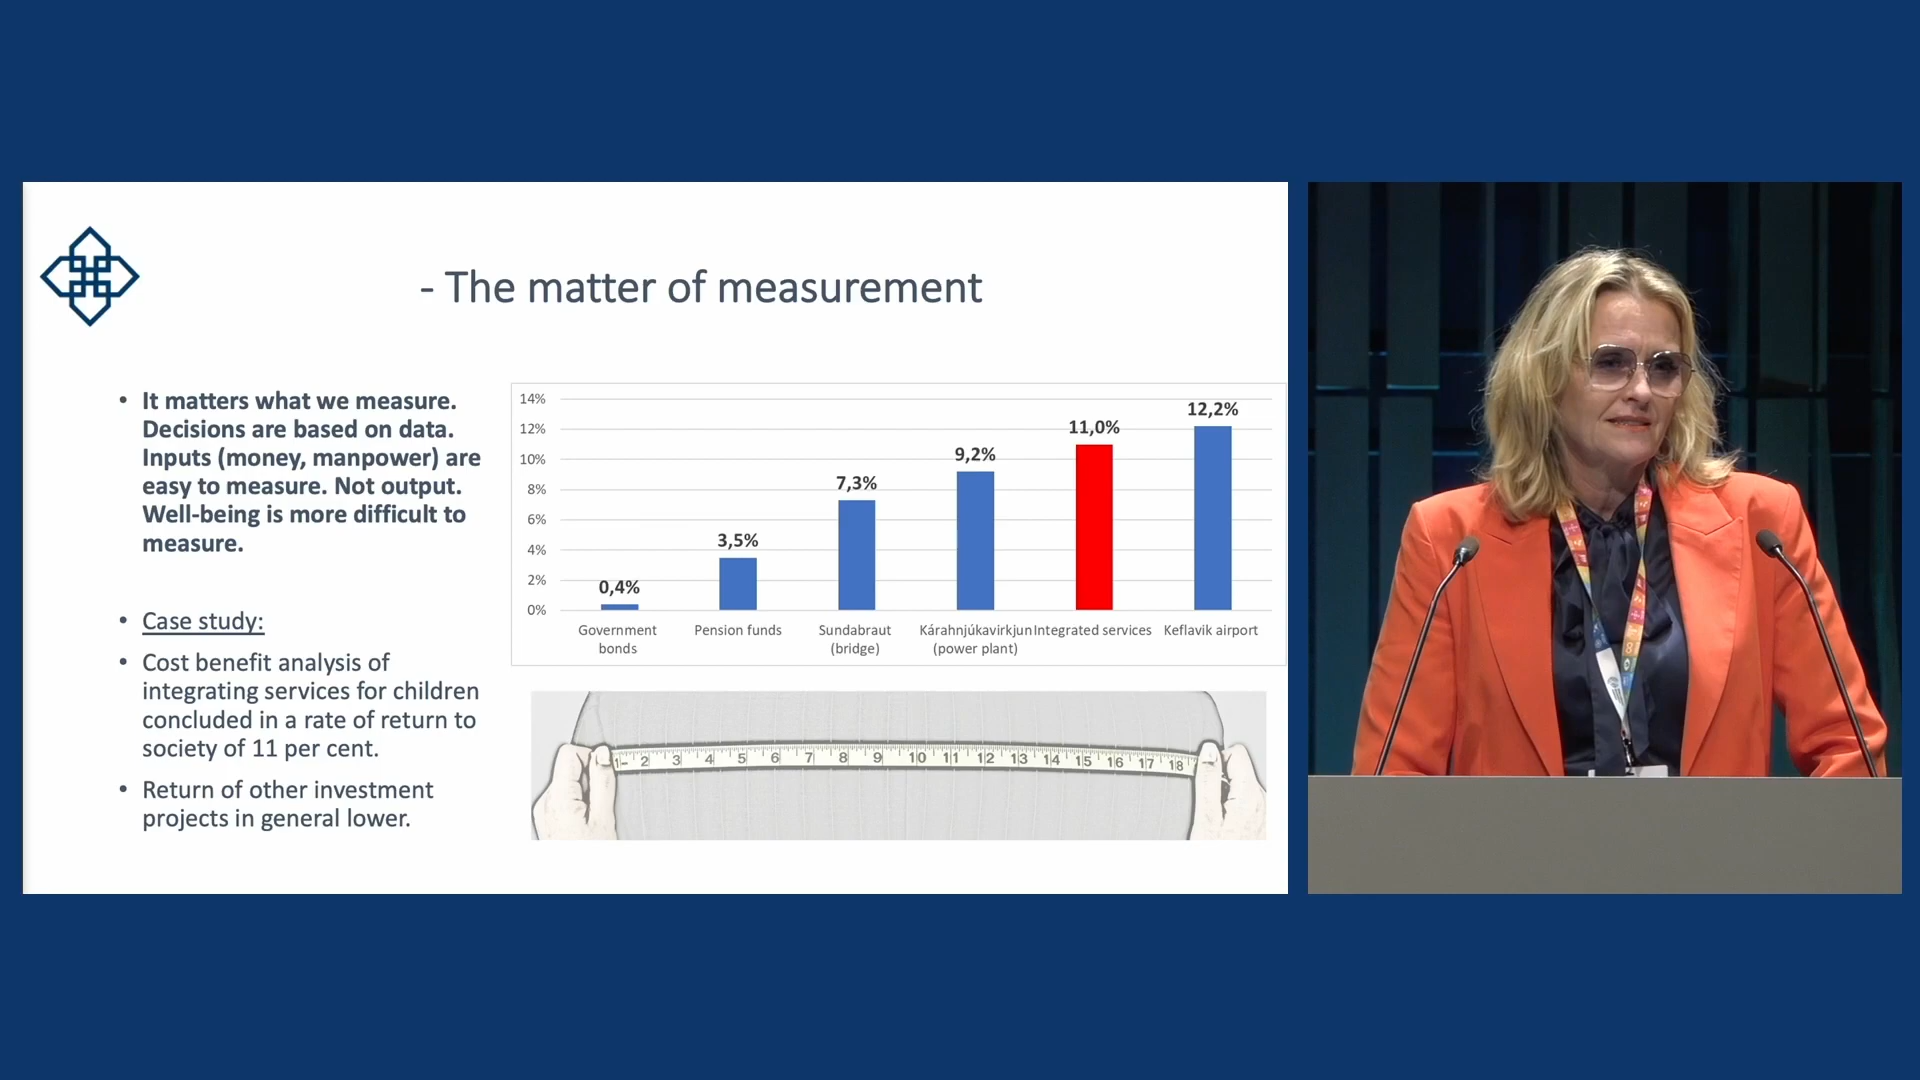 - The matter of measurement
• It matters what we measure.
Decisions are based on data.
Inputs (money, manpower) are
easy to measure. Not output.
Well-being is more difficult to
measure.
• Case study:
• Cost benefit analysis of
integrating services for children
concluded in a rate of return to
society of 11 per cent.
• Return of other investment
projects in general lower.
14%
12%
10%
8%
6%
4%
2%
0%
0,4%
3,5%
7,3%
9,2%
11,0%
12,2%
Government
bonds
Pension funds
Sundabraut
(bridge)
Kárahnjúkavirkjun
(power plant)
Integrated services
Keflavik airport
1 2 3 4 5 6 7 8 9 10 11 12 13 14 15 16 17 18